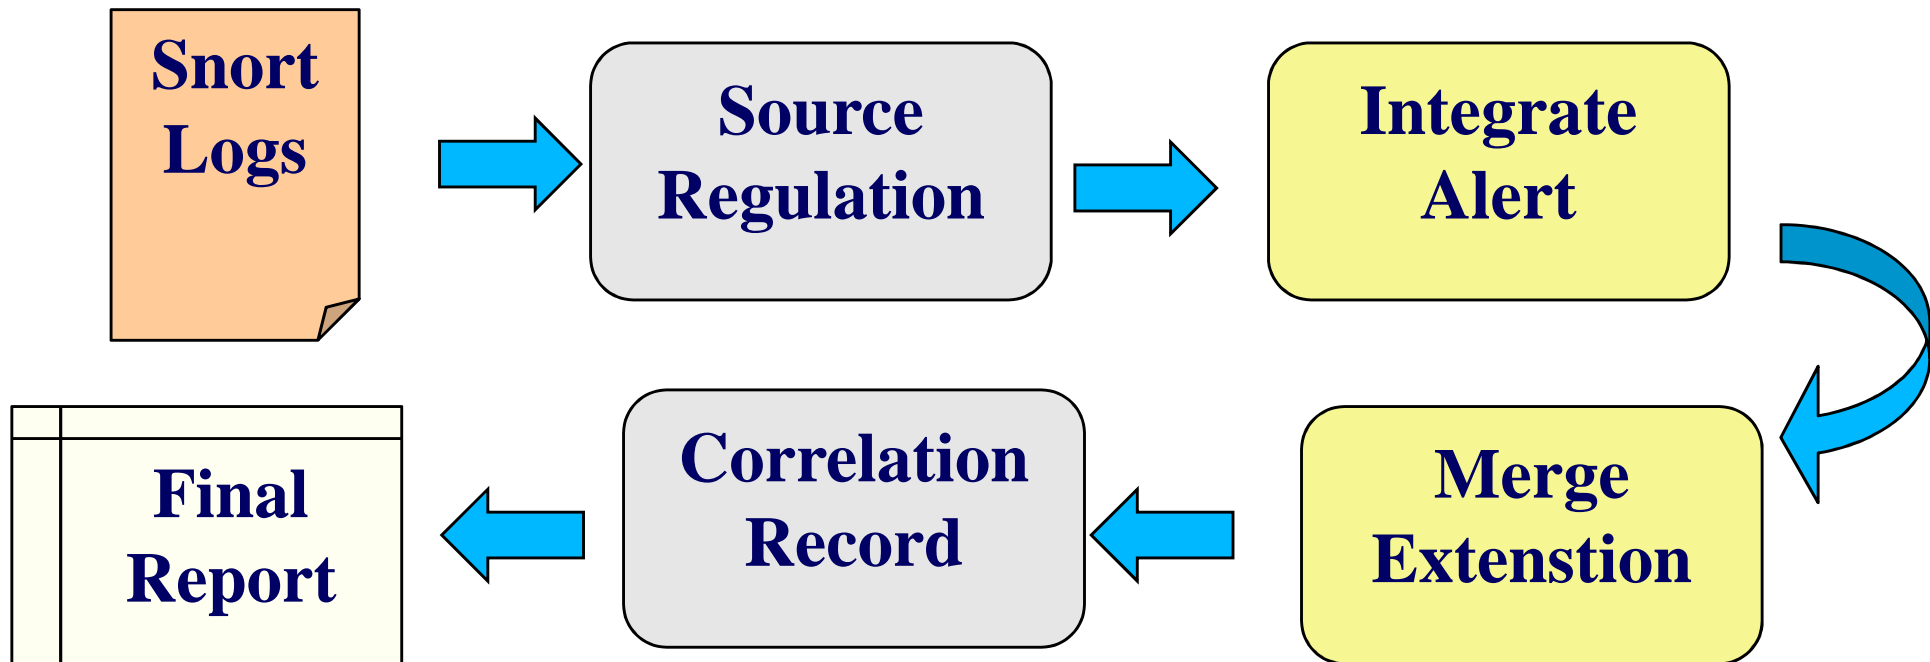 Snort
Logs
Source
Regulation
Integrate
Alert
Merge
Extenstion
Correlation
Record
Final
Report